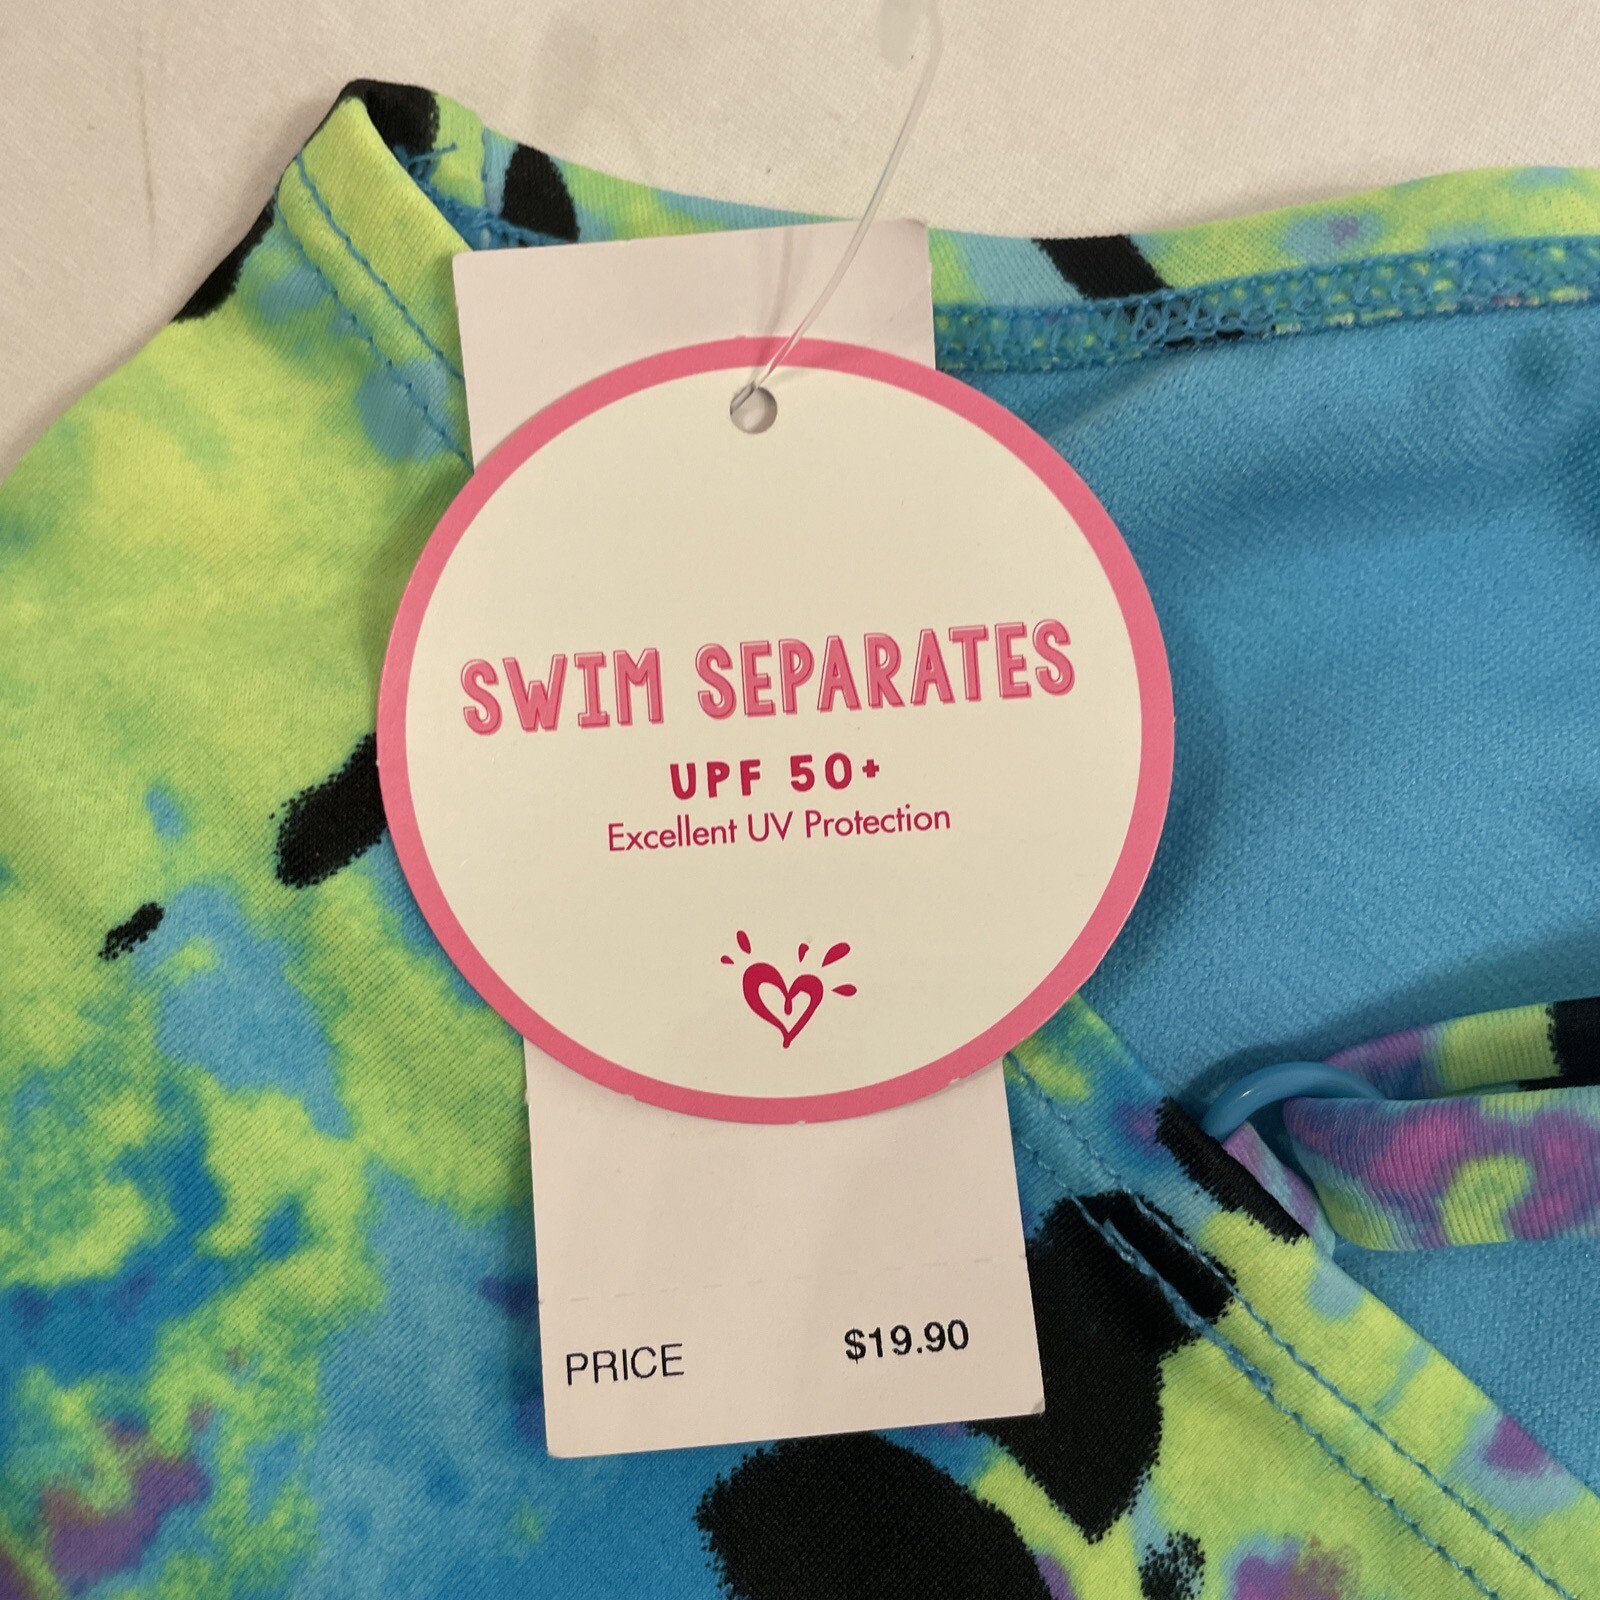 SWIM SEPARATES
UPF 50+
Excellent UV Protection
PRICE $19.90